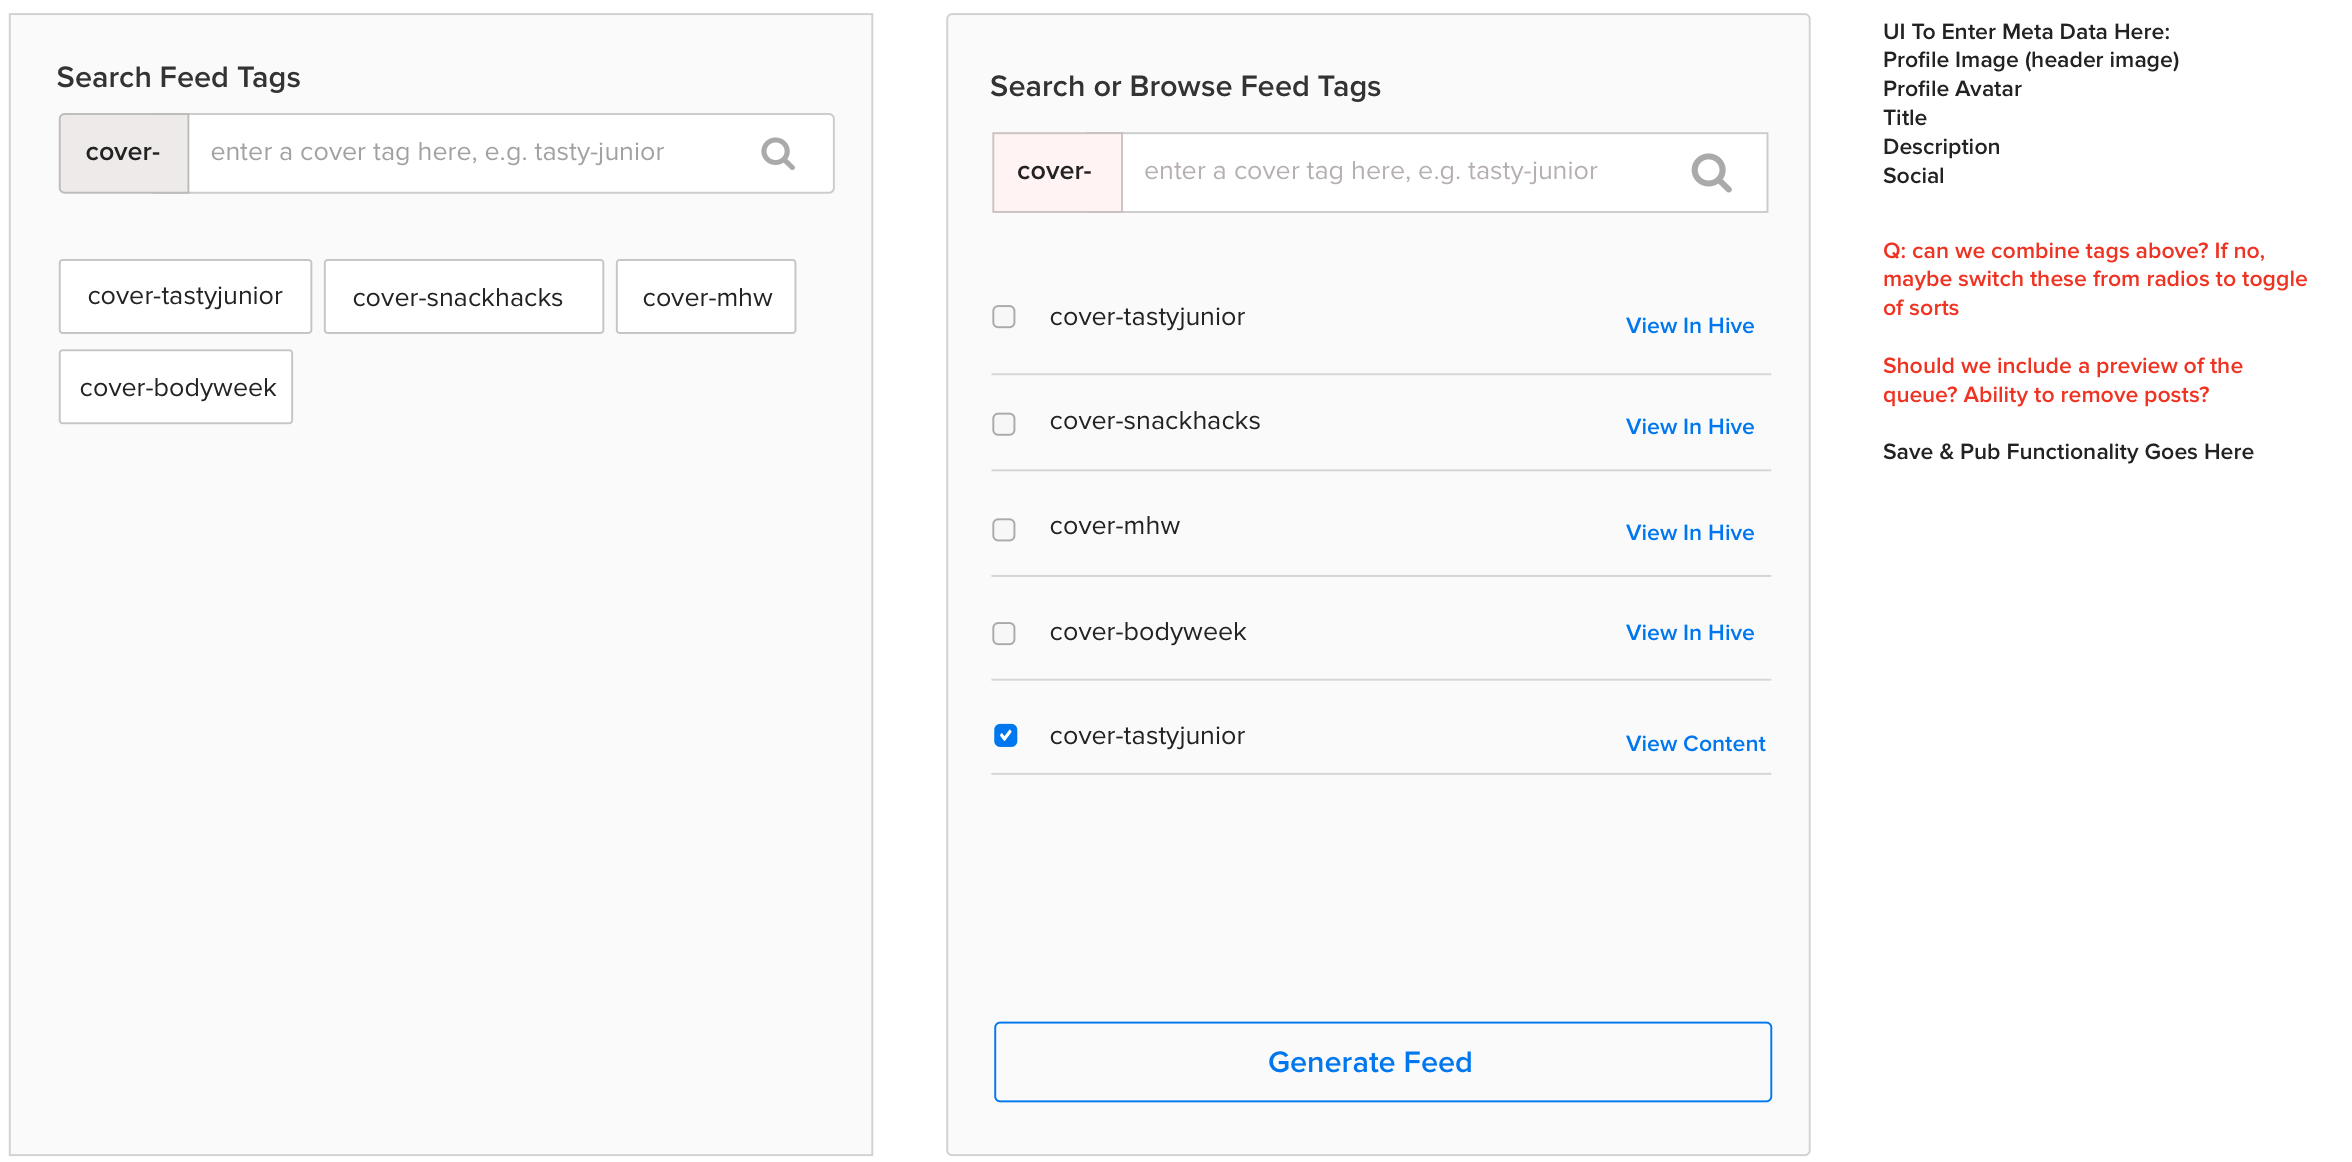 Search Feed Tags
cover-
enter a cover tag here, e.g. tasty-junior
cover-tastyjunior
cover-snackhacks
cover-mhw
cover-bodyweek
Search or Browse Feed Tags
cover-
enter a cover tag here, e.g. tasty-junior
cover-tastyjunior
View In Hive
cover-snackhacks
View In Hive
cover-mhw
View In Hive
cover-bodyweek
View In Hive
cover-tastyjunior
View Content
Generate Feed
UI To Enter Meta Data Here:
Profile Image (header image)
Profile Avatar
Title
Description
Social
Q: can we combine tags above? If no,
maybe switch these from radios to toggle
of sorts
Should we include a preview of the
queue? Ability to remove posts?
Save & Pub Functionality Goes Here